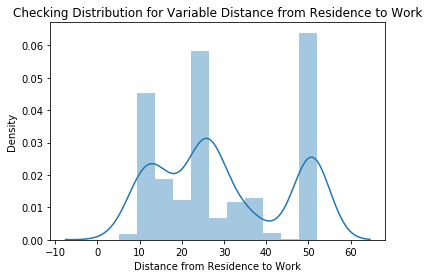 Checking Distribution for Variable Distance from Residence to Work
0.06
0.05
0.04
0.03
0.02
0.01
0.00
Density
−10 0 10 20 30 40 50 60
Distance from Residence to Work